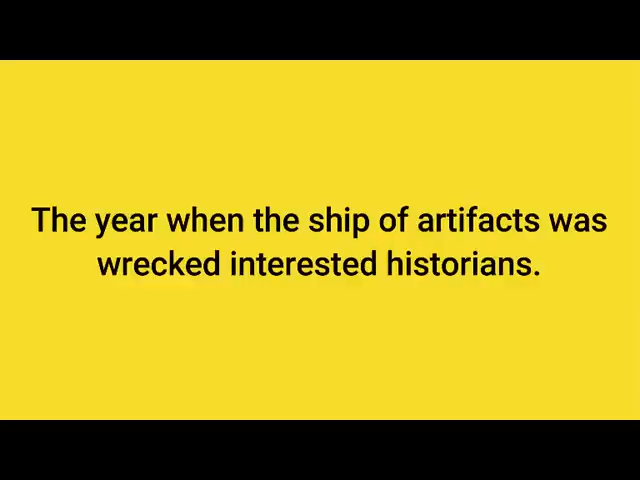 The year when the ship of artifacts was
wrecked interested historians.